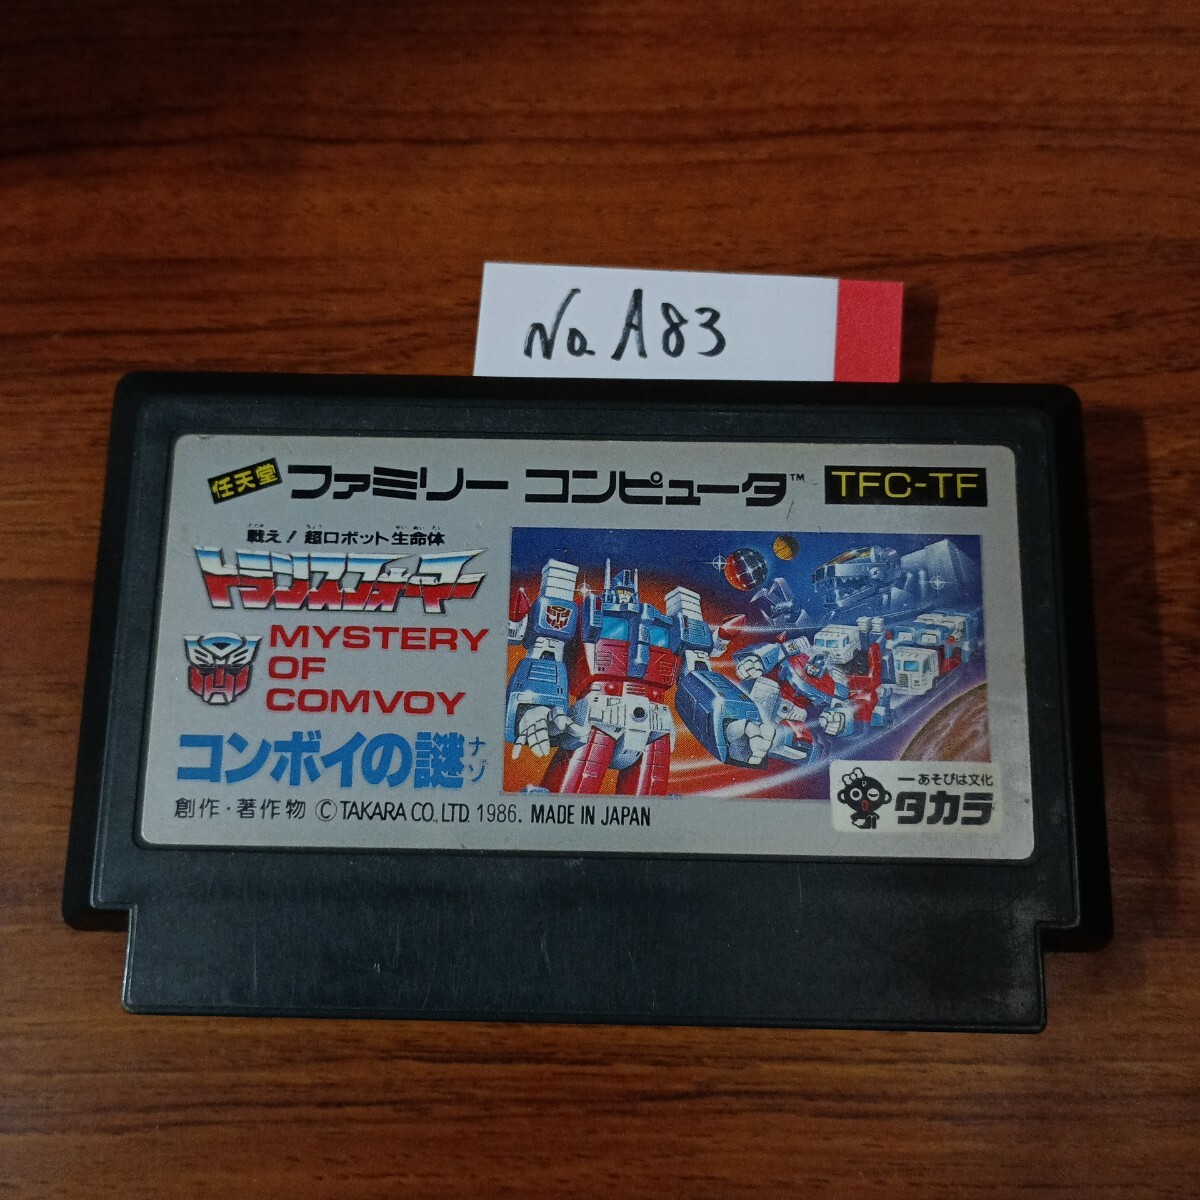 No A83
任天堂 ファミリー コンピュータ™ TFC-TF
戦え!超ロボット生命体
トランスフォーマー
MYSTERY
OF
COMVOY
コンボイの謎
ナゾ
創作・著作物 ©TAKARA CO., LTD. 1986. MADE IN JAPAN
一あそびは文化
タカラ